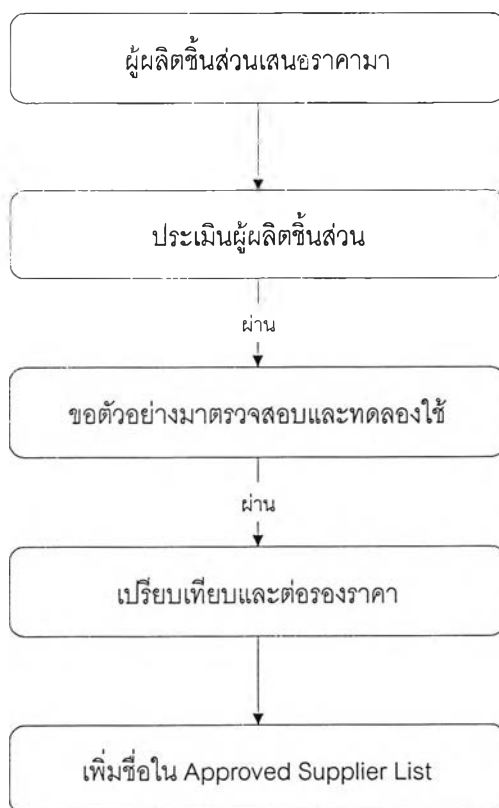 ผู้ผลิตชิ้นส่วนเสนอราคามา
ประเมินผู้ผลิตชิ้นส่วน
ผ่าน
ขอตัวอย่างมาตรวจสอบและทดลองใช้
ผ่าน
เปรียบเทียบและต่อรองราคา
เพิ่มชื่อใน Approved Supplier List